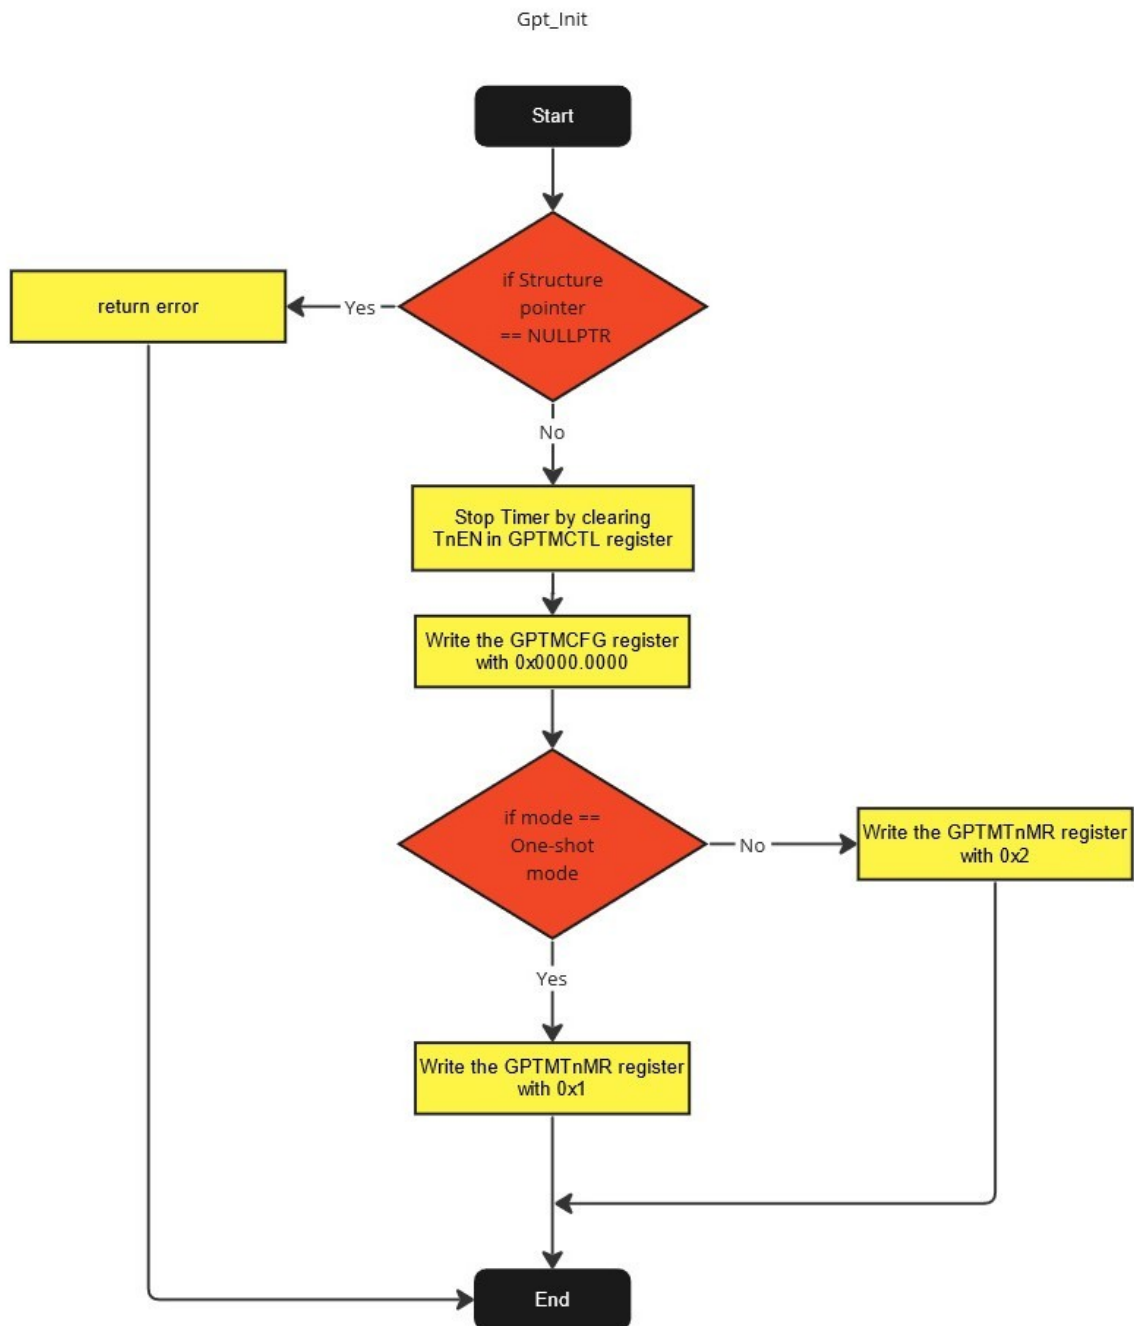 Gpt_Init
Start
if Structure
pointer
== NULLPTR
Yes
return error
No
Stop Timer by clearing
TnEN in GPTMCTL register
Write the GPTMCFG register
with 0x0000.0000
if mode ==
One-shot
mode
No
Write the GPTMTnMR register
with 0x2
Yes
Write the GPTMTnMR register
with 0x1
End